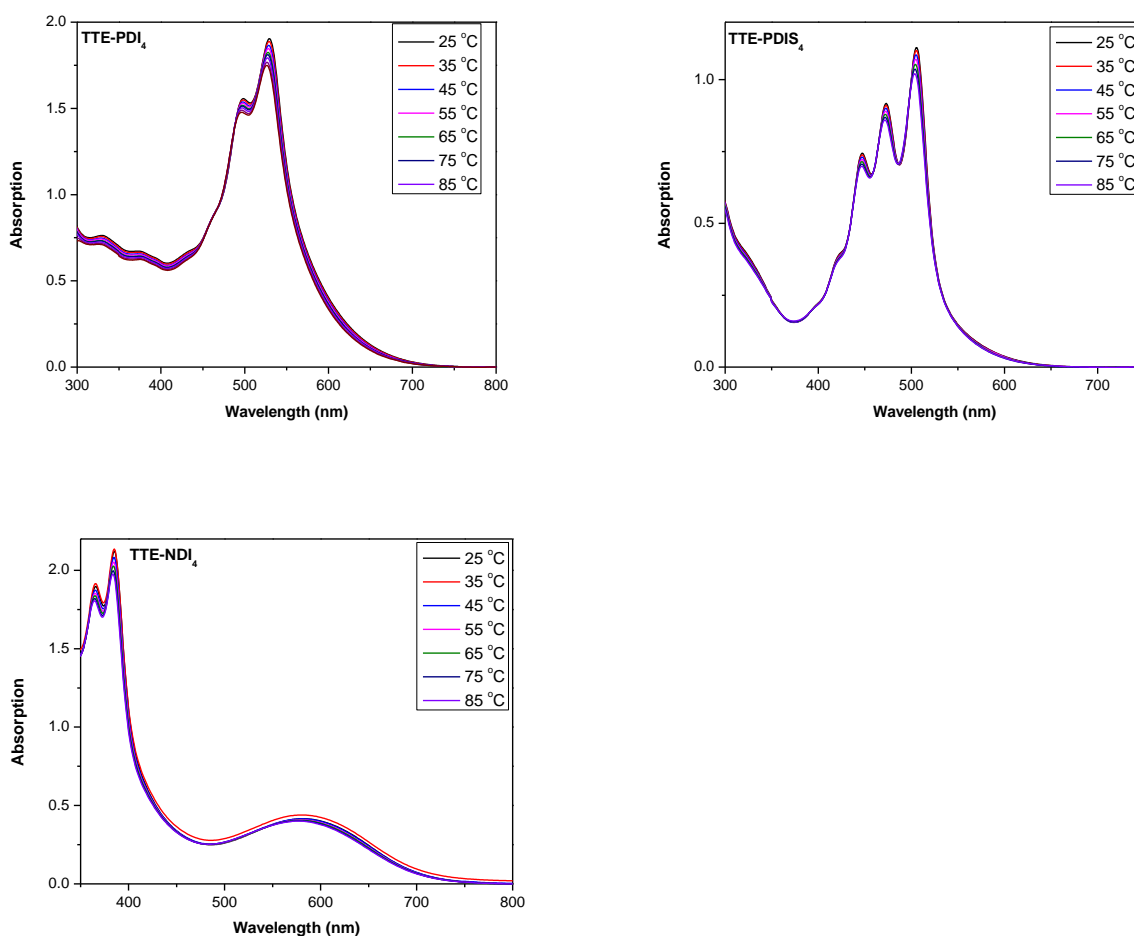 TTE-PDI4
25 °C
35 °C
45 °C
55 °C
65 °C
75 °C
85 °C
2.0
1.5
1.0
0.5
0.0
Absorption
300 400 500 600 700 800
Wavelength (nm)
TTE-PDIS4
25 °C
35 °C
45 °C
55 °C
65 °C
75 °C
85 °C
1.0
0.5
0.0
Absorption
300 400 500 600 700
Wavelength (nm)
TTE-NDI4
25 °C
35 °C
45 °C
55 °C
65 °C
75 °C
85 °C
2.0
1.5
1.0
0.5
0.0
Absorption
400 500 600 700 800
Wavelength (nm)